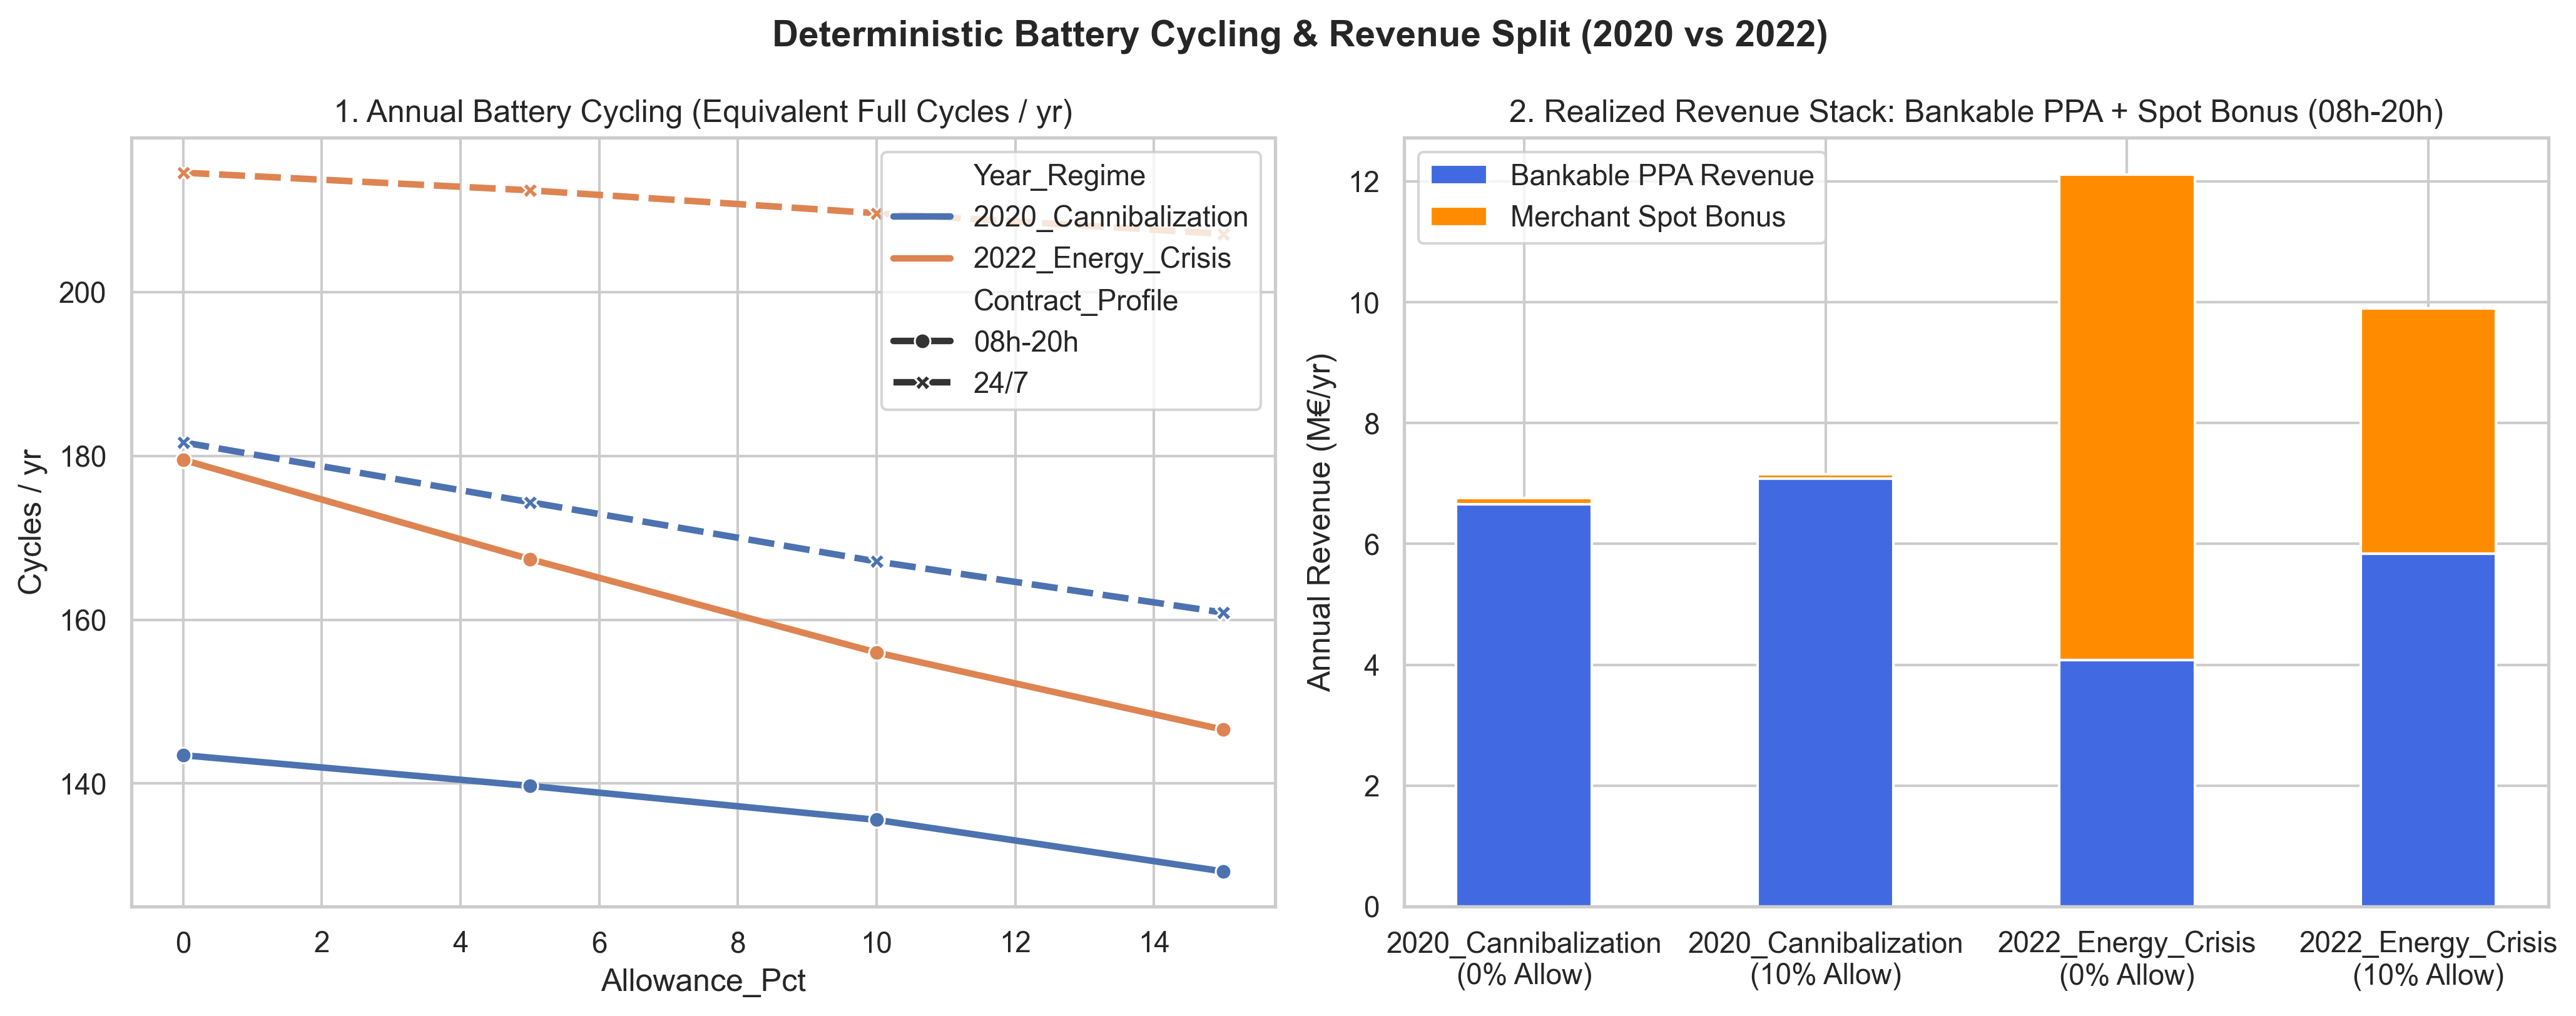 Deterministic Battery Cycling & Revenue Split (2020 vs 2022)
1. Annual Battery Cycling (Equivalent Full Cycles / yr)
Cycles / yr
200
180
160
140
0 2 4 6 8 10 12 14
Allowance_Pct
Year_Regime
2020_Cannibalization
2022_Energy_Crisis
Contract_Profile
08h-20h
24/7
2. Realized Revenue Stack: Bankable PPA + Spot Bonus (08h-20h)
Bankable PPA Revenue
Merchant Spot Bonus
Annual Revenue (M€/yr)
12
10
8
6
4
2
0
2020_Cannibalization
(0% Allow)
2020_Cannibalization
(10% Allow)
2022_Energy_Crisis
(0% Allow)
2022_Energy_Crisis
(10% Allow)